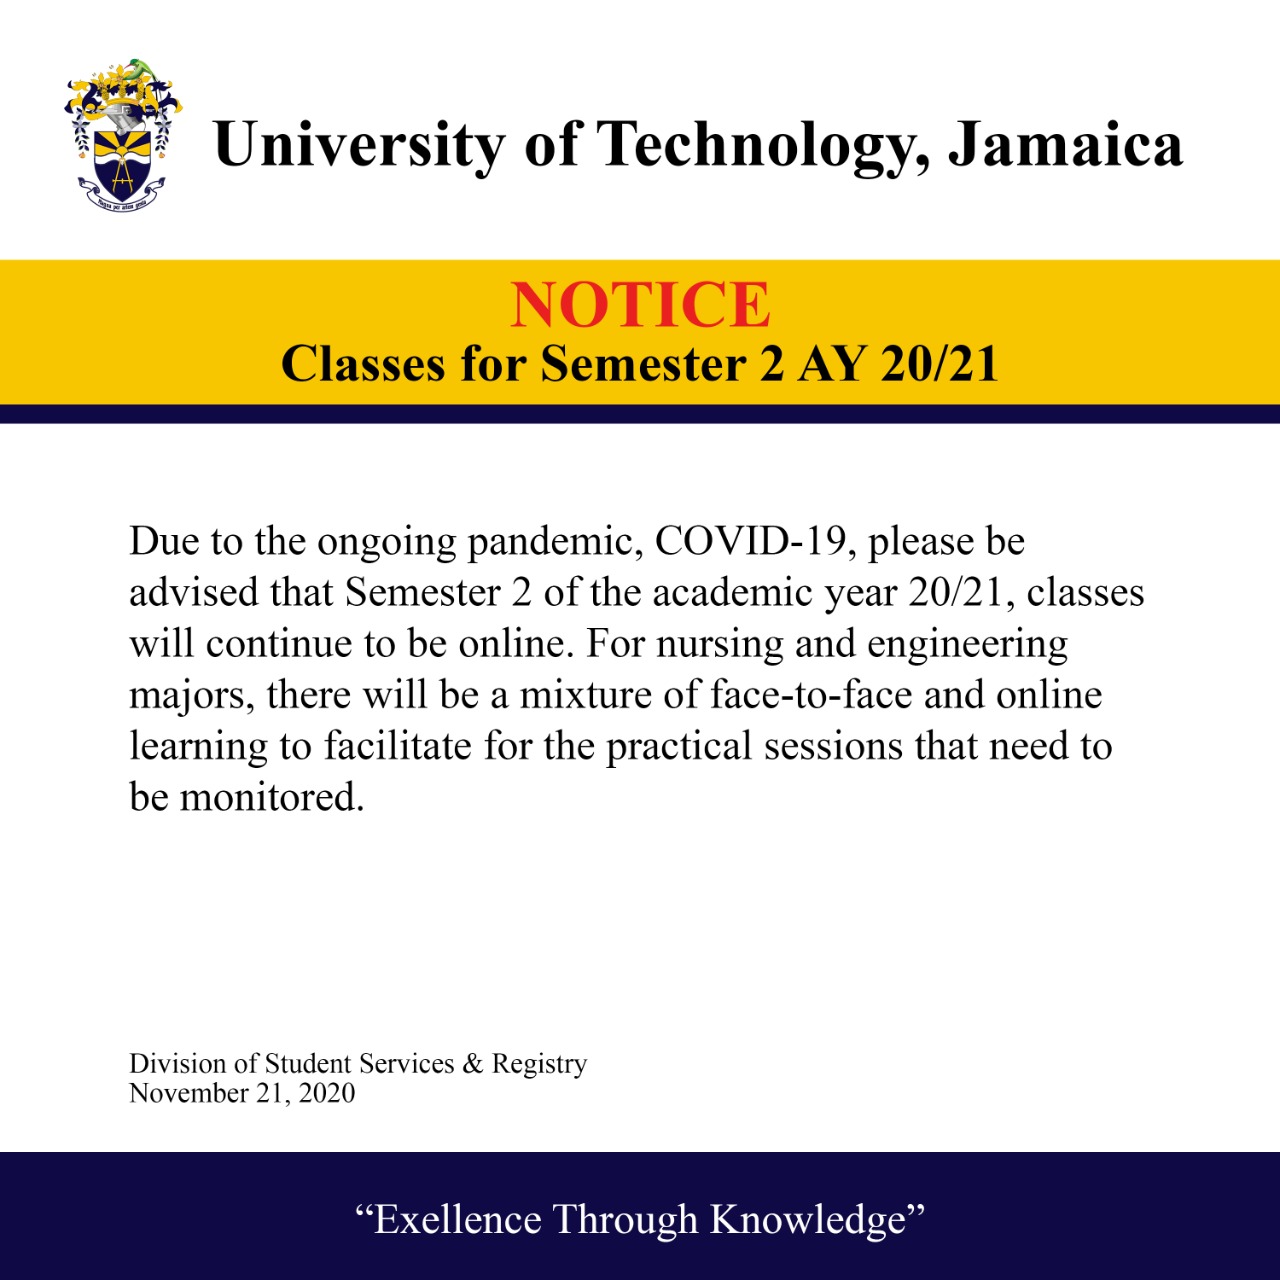 University of Technology, Jamaica
NOTICE
Classes for Semester 2 AY 20/21
Due to the ongoing pandemic, COVID-19, please be
advised that Semester 2 of the academic year 20/21, classes
will continue to be online. For nursing and engineering
majors, there will be a mixture of face-to-face and online
learning to facilitate for the practical sessions that need to
be monitored.
Division of Student Services & Registry
November 21, 2020
“Exellence Through Knowledge”